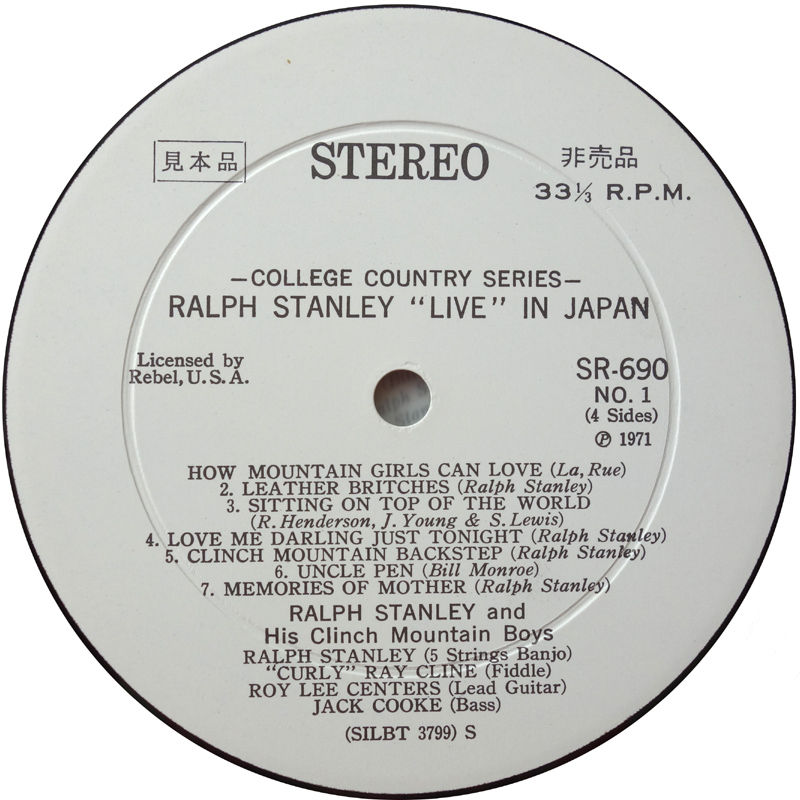 見本品
STEREO
非売品
33⅓ R.P.M.
—COLLEGE COUNTRY SERIES—
RALPH STANLEY “LIVE” IN JAPAN
Licensed by
Rebel, U.S.A.
SR-690
NO. 1
(4 Sides)
Ⓟ 1971
HOW MOUNTAIN GIRLS CAN LOVE (La, Rue)
2. LEATHER BRITCHES (Ralph Stanley)
3. SITTING ON TOP OF THE WORLD
(R. Henderson, J. Young & S. Lewis)
4. LOVE ME DARLING JUST TONIGHT (Ralph Stanley)
5. CLINCH MOUNTAIN BACKSTEP (Ralph Stanley)
6. UNCLE PEN (Bill Monroe)
7. MEMORIES OF MOTHER (Ralph Stanley)
RALPH STANLEY and
His Clinch Mountain Boys
RALPH STANLEY (5 Strings Banjo)
“CURLY” RAY CLINE (Fiddle)
ROY LEE CENTERS (Lead Guitar)
JACK COOKE (Bass)
(SILBT 3799) S